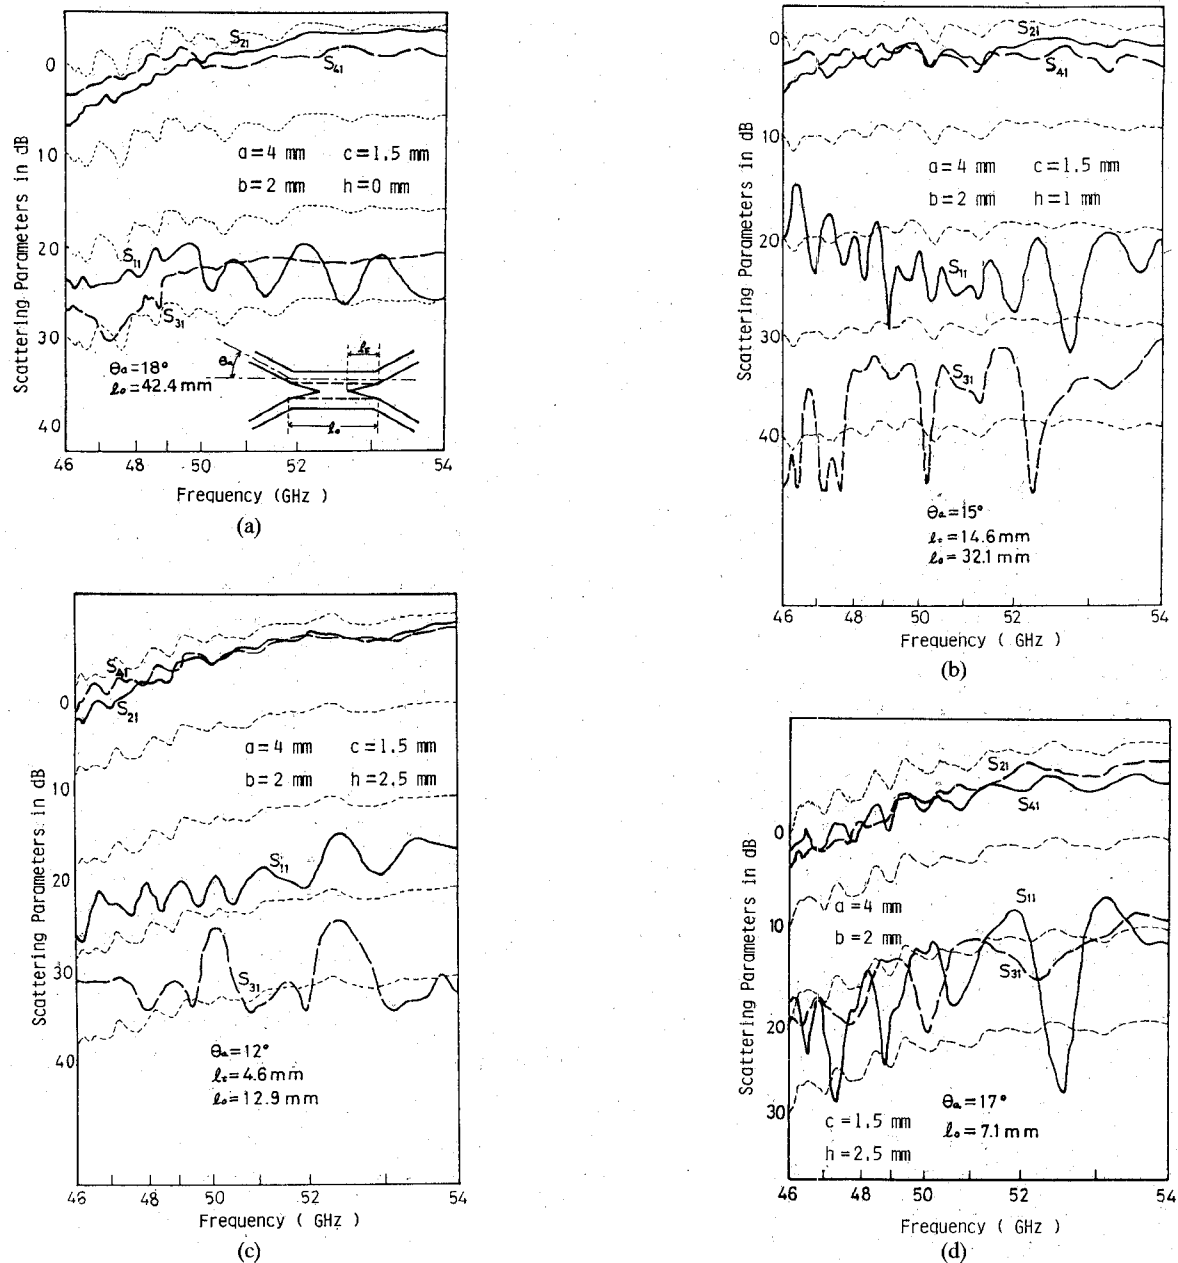 Scattering Parameters in dB
0
10
20
30
40
S21
S41
a=4 mm c=1.5 mm
b=2 mm h=0 mm
S11
S31
θa=18°
ℓo=42.4 mm
θa
ℓt
ℓo
46 48 50 52 54
Frequency (GHz )
(a)
Scattering Parameters in dB
0
10
20
30
40
S21
S41
a=4 mm c=1.5 mm
b=2 mm h=1 mm
S11
S31
θa=15°
ℓt=14.6 mm
ℓo=32.1 mm
46 48 50 52 54
Frequency ( GHz )
(b)
Scattering Parameters in dB
0
10
20
30
40
S41
S21
a=4 mm c=1.5 mm
b=2 mm h=2.5 mm
S11
S31
θa=12°
ℓt=4.6 mm
ℓo=12.9 mm
46 48 50 52 54
Frequency ( GHz )
(c)
Scattering Parameters in dB
0
10
20
30
S21
S41
a=4 mm
b=2 mm
S11
S31
θa=17°
ℓo=7.1 mm
c=1.5 mm
h=2.5 mm
46 48 50 52 54
Frequency ( GHz )
(d)